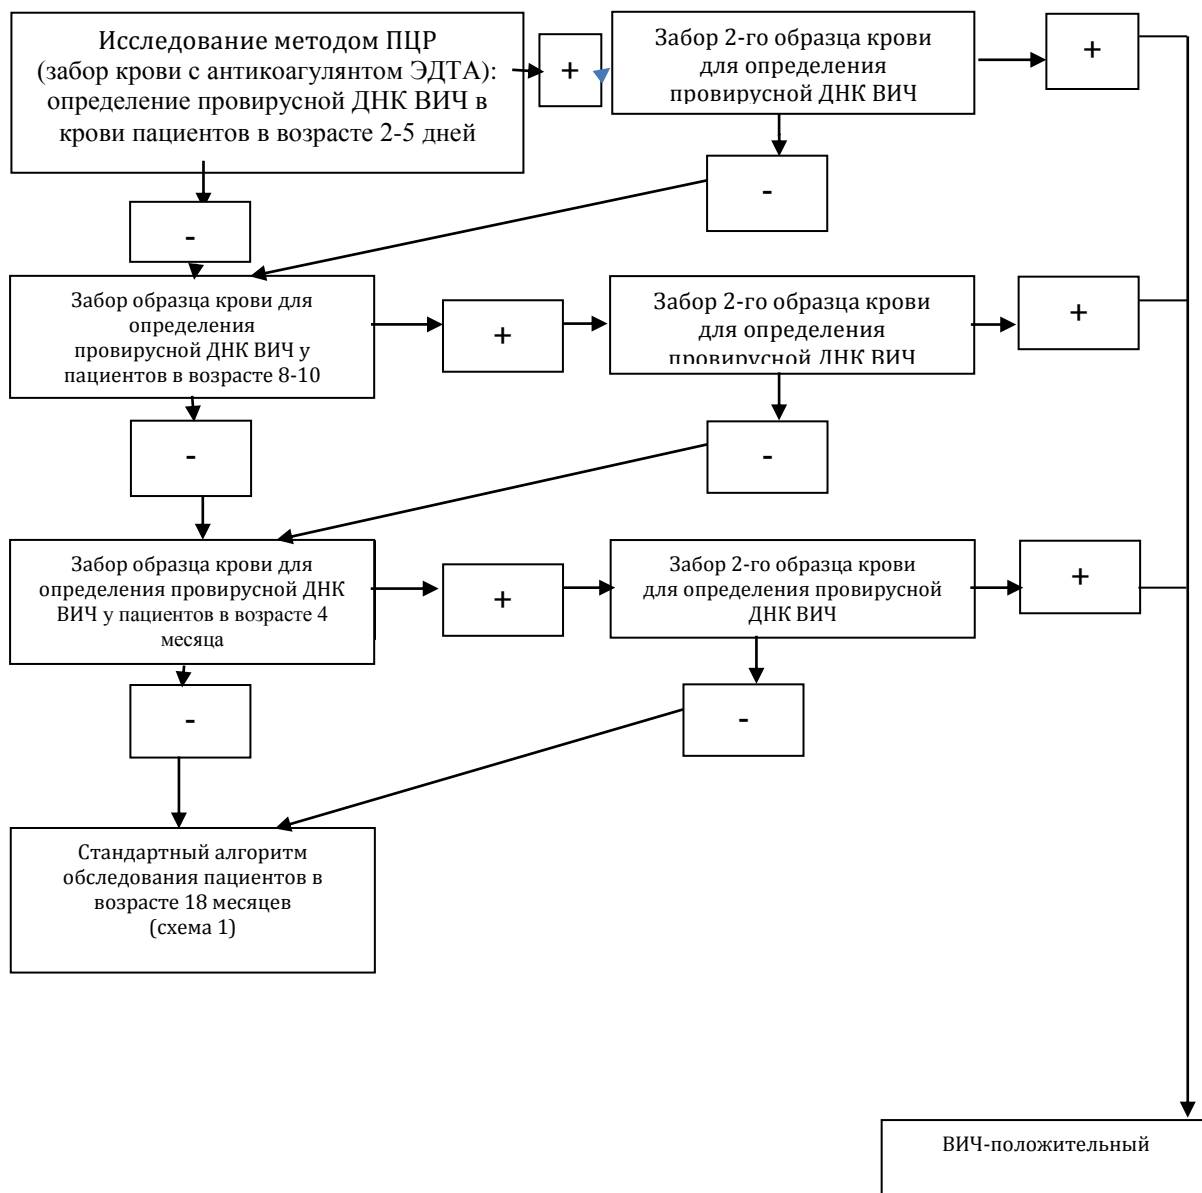 Исследование методом ПЦР
(забор крови с антикоагулянтом ЭДТА):
определение провирусной ДНК ВИЧ в
крови пациентов в возрасте 2-5 дней
+
Забор 2-го образца крови
для определения
провирусной ДНК ВИЧ
+
-
-
Забор образца крови для
определения
провирусной ДНК ВИЧ у
пациентов в возрасте 8-10
+
Забор 2-го образца крови
для определения
провирусной ДНК ВИЧ
+
-
-
Забор образца крови для
определения провирусной ДНК
ВИЧ у пациентов в возрасте 4
месяца
+
Забор 2-го образца крови
для определения провирусной
ДНК ВИЧ
+
-
-
Стандартный алгоритм
обследования пациентов в
возрасте 18 месяцев
(схема 1)
ВИЧ-положительный